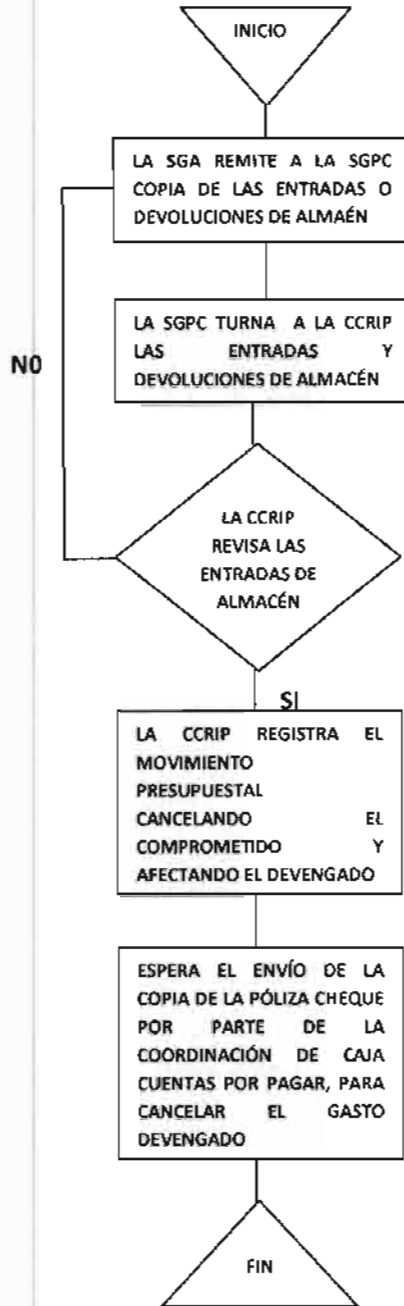 INICIO
LA SGA REMITE A LA SGPC
COPIA DE LAS ENTRADAS O
DEVOLUCIONES DE ALMAÉN
LA SGPC TURNA A LA CCRIP
LAS ENTRADAS Y
DEVOLUCIONES DE ALMACÉN
N0
LA CCRIP
REVISA LAS
ENTRADAS DE
ALMACÉN
SI
LA CCRIP REGISTRA EL
MOVIMIENTO
PRESUPUESTAL
CANCELANDO EL
COMPROMETIDO Y
AFECTANDO EL DEVENGADO
ESPERA EL ENVÍO DE LA
COPIA DE LA PÓLIZA CHEQUE
POR PARTE DE LA
COORDINACIÓN DE CAJA
CUENTAS POR PAGAR, PARA
CANCELAR EL GASTO
DEVENGADO
FIN